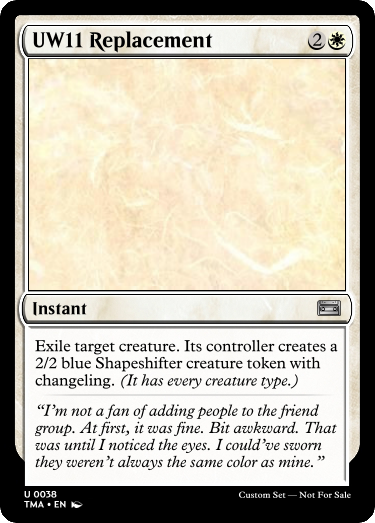 UW11 Replacement 2
Instant
Exile target creature. Its controller creates a
2/2 blue Shapeshifter creature token with
changeling. (It has every creature type.)
“I’m not a fan of adding people to the friend
group. At first, it was fine. Bit awkward. That
was until I noticed the eyes. I could’ve sworn
they weren’t always the same color as mine.”
U 0038
TMA • EN
Custom Set — Not For Sale